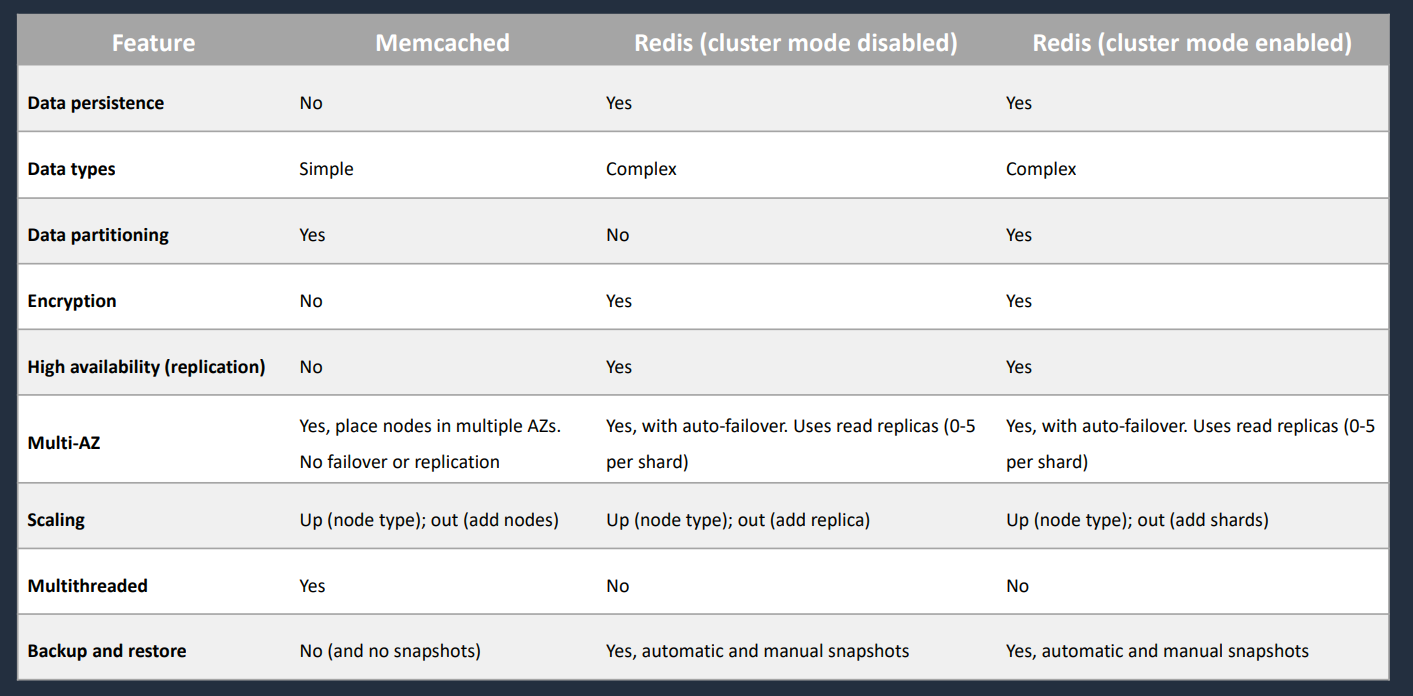 Feature Memcached Redis (cluster mode disabled) Redis (cluster mode enabled)
Data persistence No Yes Yes
Data types Simple Complex Complex
Data partitioning Yes No Yes
Encryption No Yes Yes
High availability (replication) No Yes Yes
Multi-AZ Yes, place nodes in multiple AZs. Yes, with auto-failover. Uses read replicas (0-5 Yes, with auto-failover. Uses read replicas (0-5
No failover or replication per shard) per shard)
Scaling Up (node type); out (add nodes) Up (node type); out (add replica) Up (node type); out (add shards)
Multithreaded Yes No No
Backup and restore No (and no snapshots) Yes, automatic and manual snapshots Yes, automatic and manual snapshots